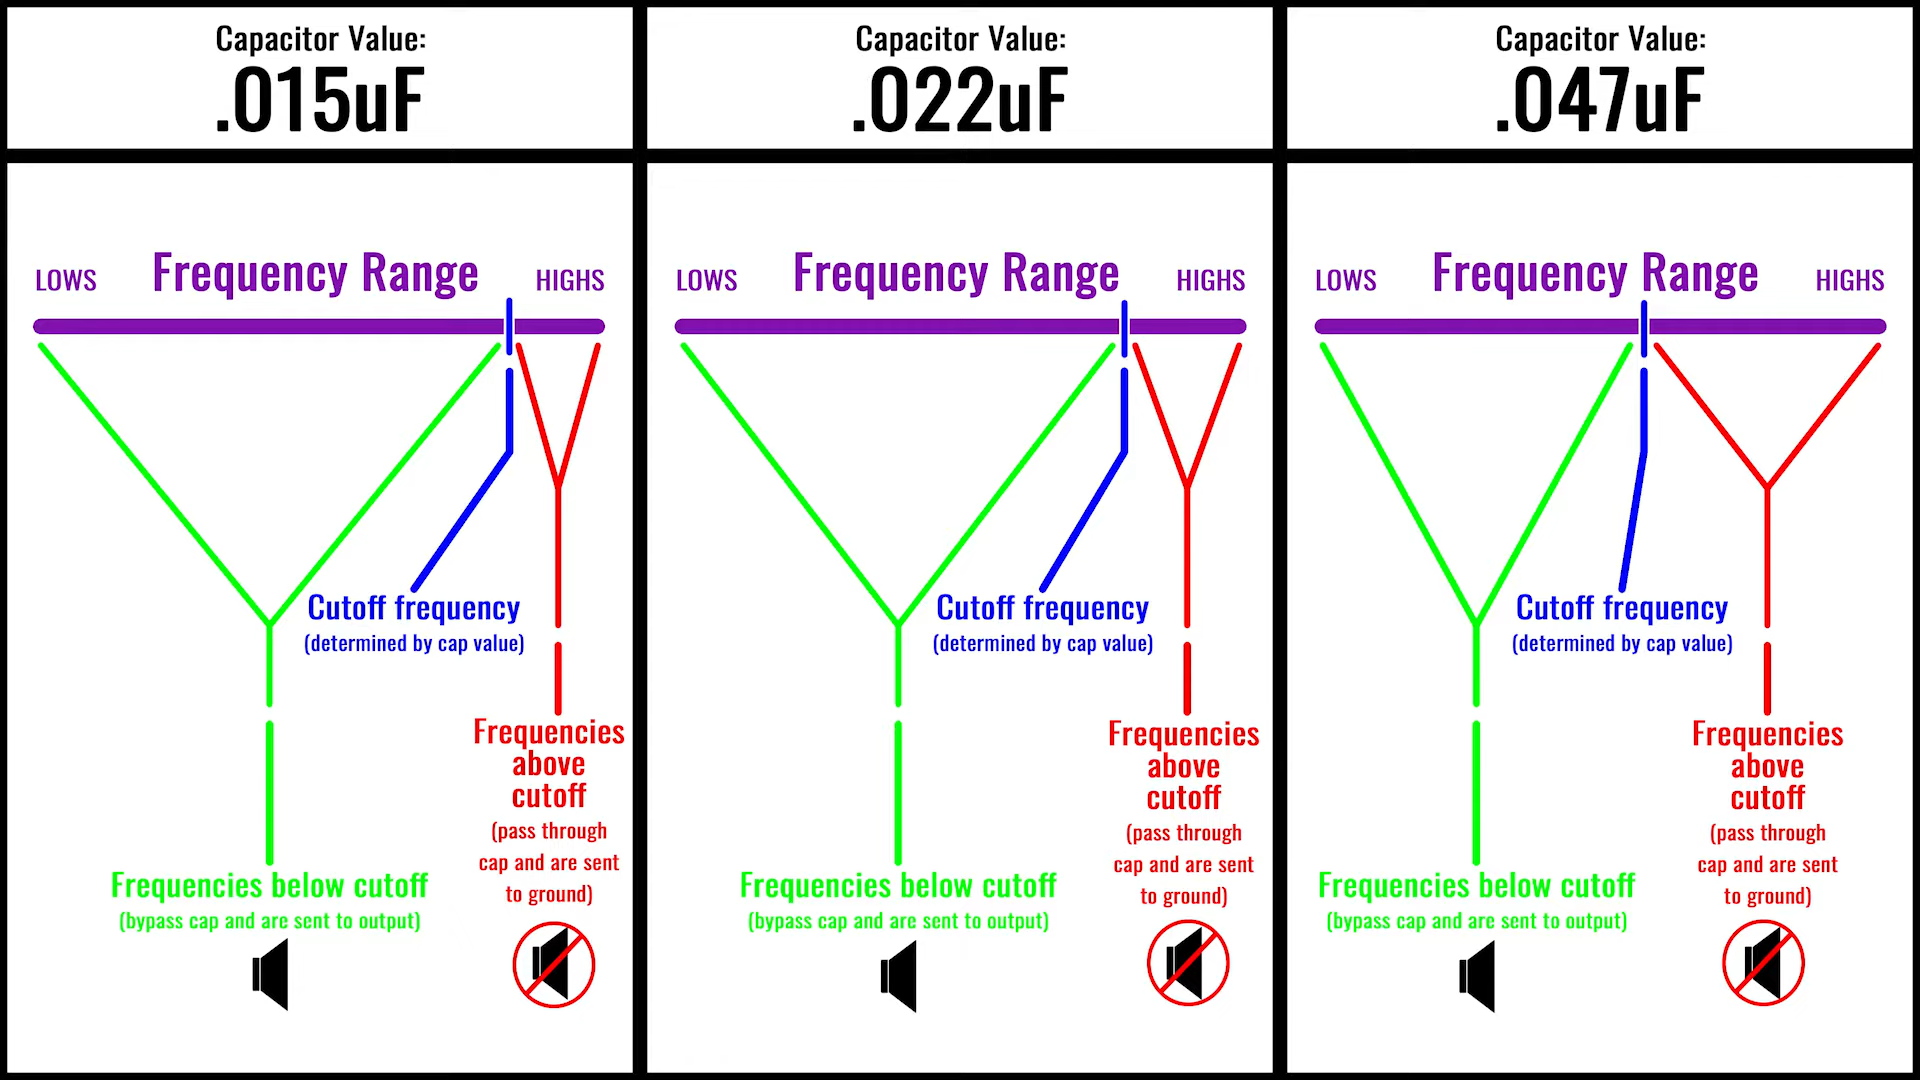 Capacitor Value:
.015uF
LOWS
Frequency Range
HIGHS
Cutoff frequency
(determined by cap value)
Frequencies
above
cutoff
(pass through
cap and are sent
to ground)
Frequencies below cutoff
(bypass cap and are sent to output)
Capacitor Value:
.022uF
LOWS
Frequency Range
HIGHS
Cutoff frequency
(determined by cap value)
Frequencies
above
cutoff
(pass through
cap and are sent
to ground)
Frequencies below cutoff
(bypass cap and are sent to output)
Capacitor Value:
.047uF
LOWS
Frequency Range
HIGHS
Cutoff frequency
(determined by cap value)
Frequencies
above
cutoff
(pass through
cap and are sent
to ground)
Frequencies below cutoff
(bypass cap and are sent to output)